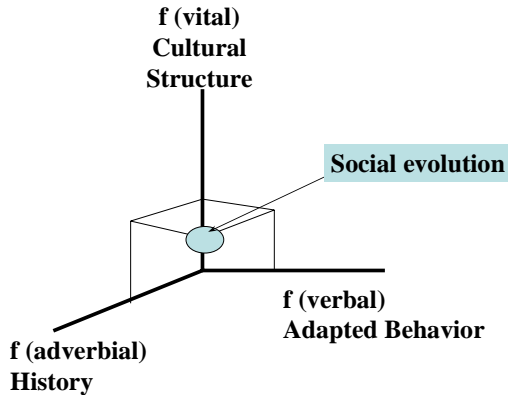 f (vital)
Cultural
Structure
Social evolution
f (verbal)
Adapted Behavior
f (adverbial)
History